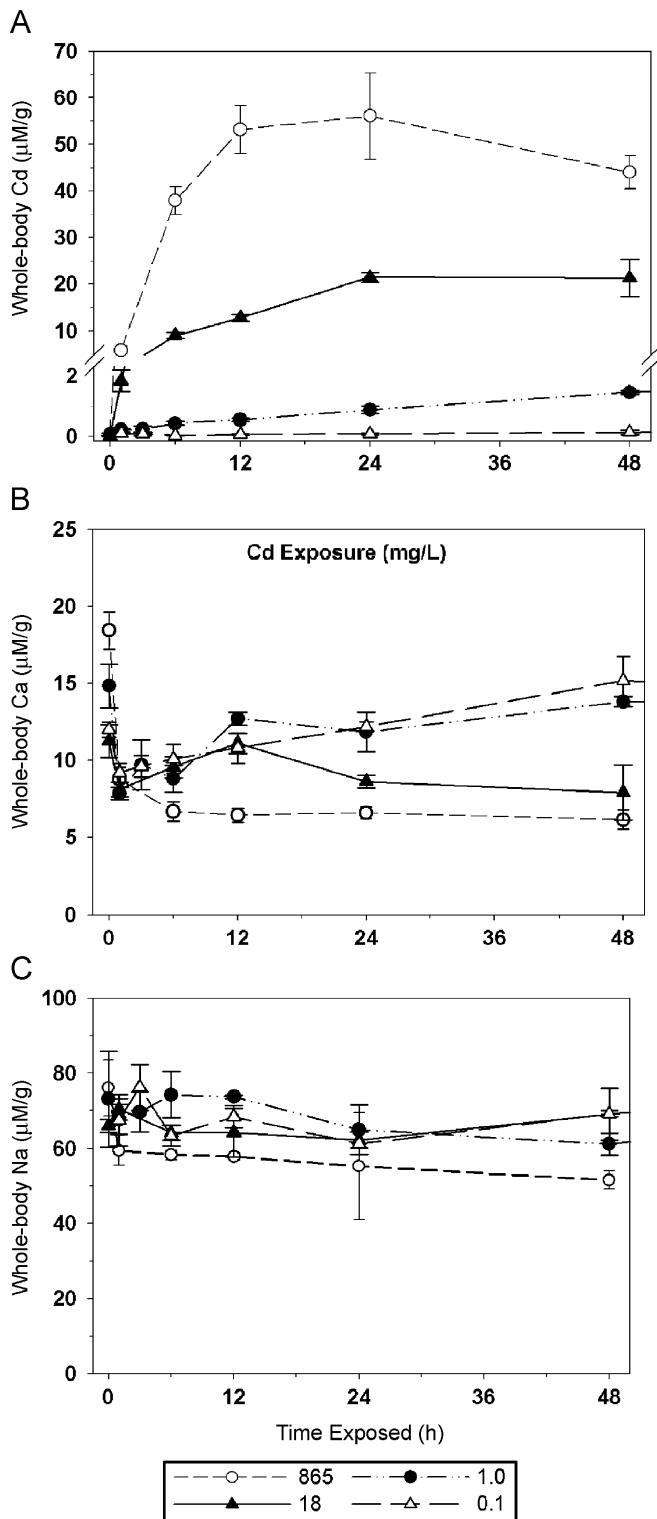 A
Whole-body Cd (µM/g)
70
60
50
40
30
20
10
2
0
0 12 24 36 48
B
Cd Exposure (mg/L)
Whole-body Ca (µM/g)
25
20
15
10
5
0
0 12 24 36 48
C
Whole-body Na (µM/g)
100
80
60
40
20
0
0 12 24 36 48
Time Exposed (h)
865 1.0
18 0.1